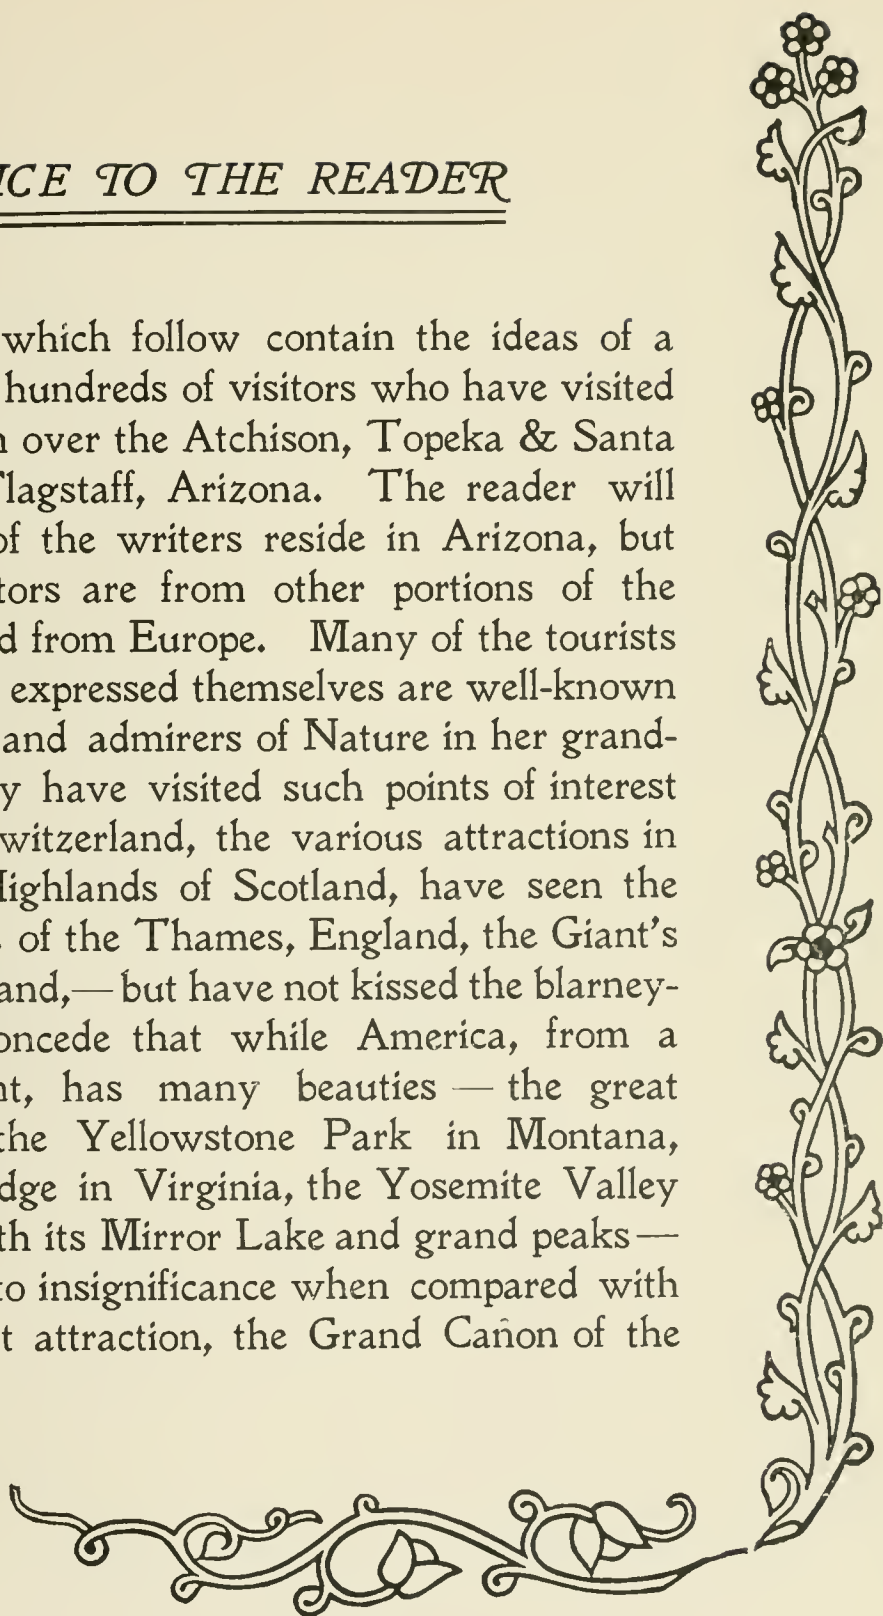 ICE TO THE READER
which follow contain the ideas of a
hundreds of visitors who have visited
over the Atchison, Topeka & Santa
lagstaff, Arizona. The reader will
of the writers reside in Arizona, but
tors are from other portions of the
d from Europe. Many of the tourists
expressed themselves are well-known
and admirers of Nature in her grand-
y have visited such points of interest
witzerland, the various attractions in
ighlands of Scotland, have seen the
of the Thames, England, the Giant's
and,—but have not kissed the blarney-
oncede that while America, from a
nt, has many beauties — the great
the Yellowstone Park in Montana,
dge in Virginia, the Yosemite Valley
th its Mirror Lake and grand peaks—
to insignificance when compared with
t attraction, the Grand Cañon of the